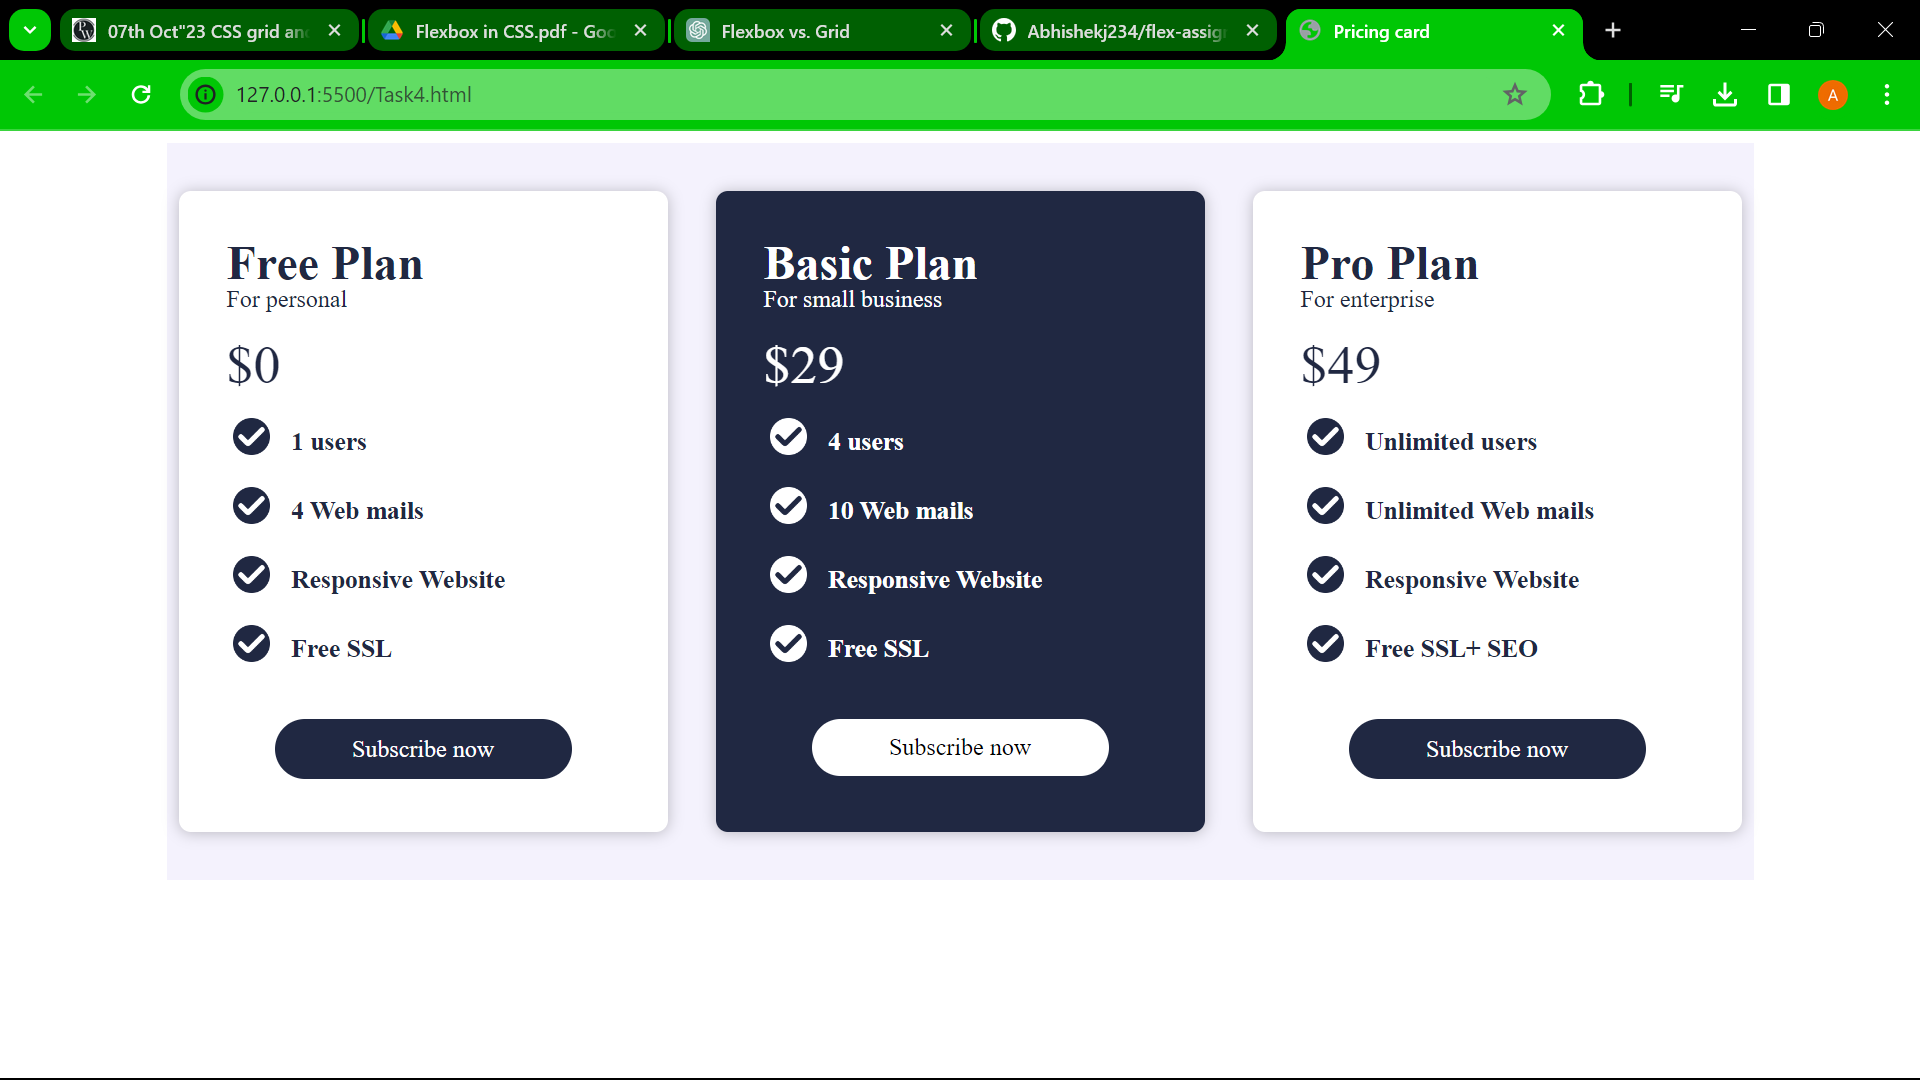 07th Oct"23 CSS grid an
Flexbox in CSS.pdf - Goo
Flexbox vs. Grid
Abhishekj234/flex-assig
Pricing card
127.0.0.1:5500/Task4.html
A
Free Plan
For personal
$0
1 users
4 Web mails
Responsive Website
Free SSL
Subscribe now
Basic Plan
For small business
$29
4 users
10 Web mails
Responsive Website
Free SSL
Subscribe now
Pro Plan
For enterprise
$49
Unlimited users
Unlimited Web mails
Responsive Website
Free SSL+ SEO
Subscribe now